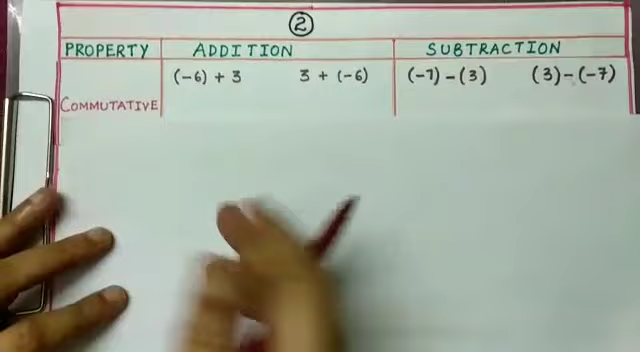 2
PROPERTY ADDITION SUBTRACTION
COMMUTATIVE (-6) + 3 3 + (-6) (-7) - (3) (3) - (-7)